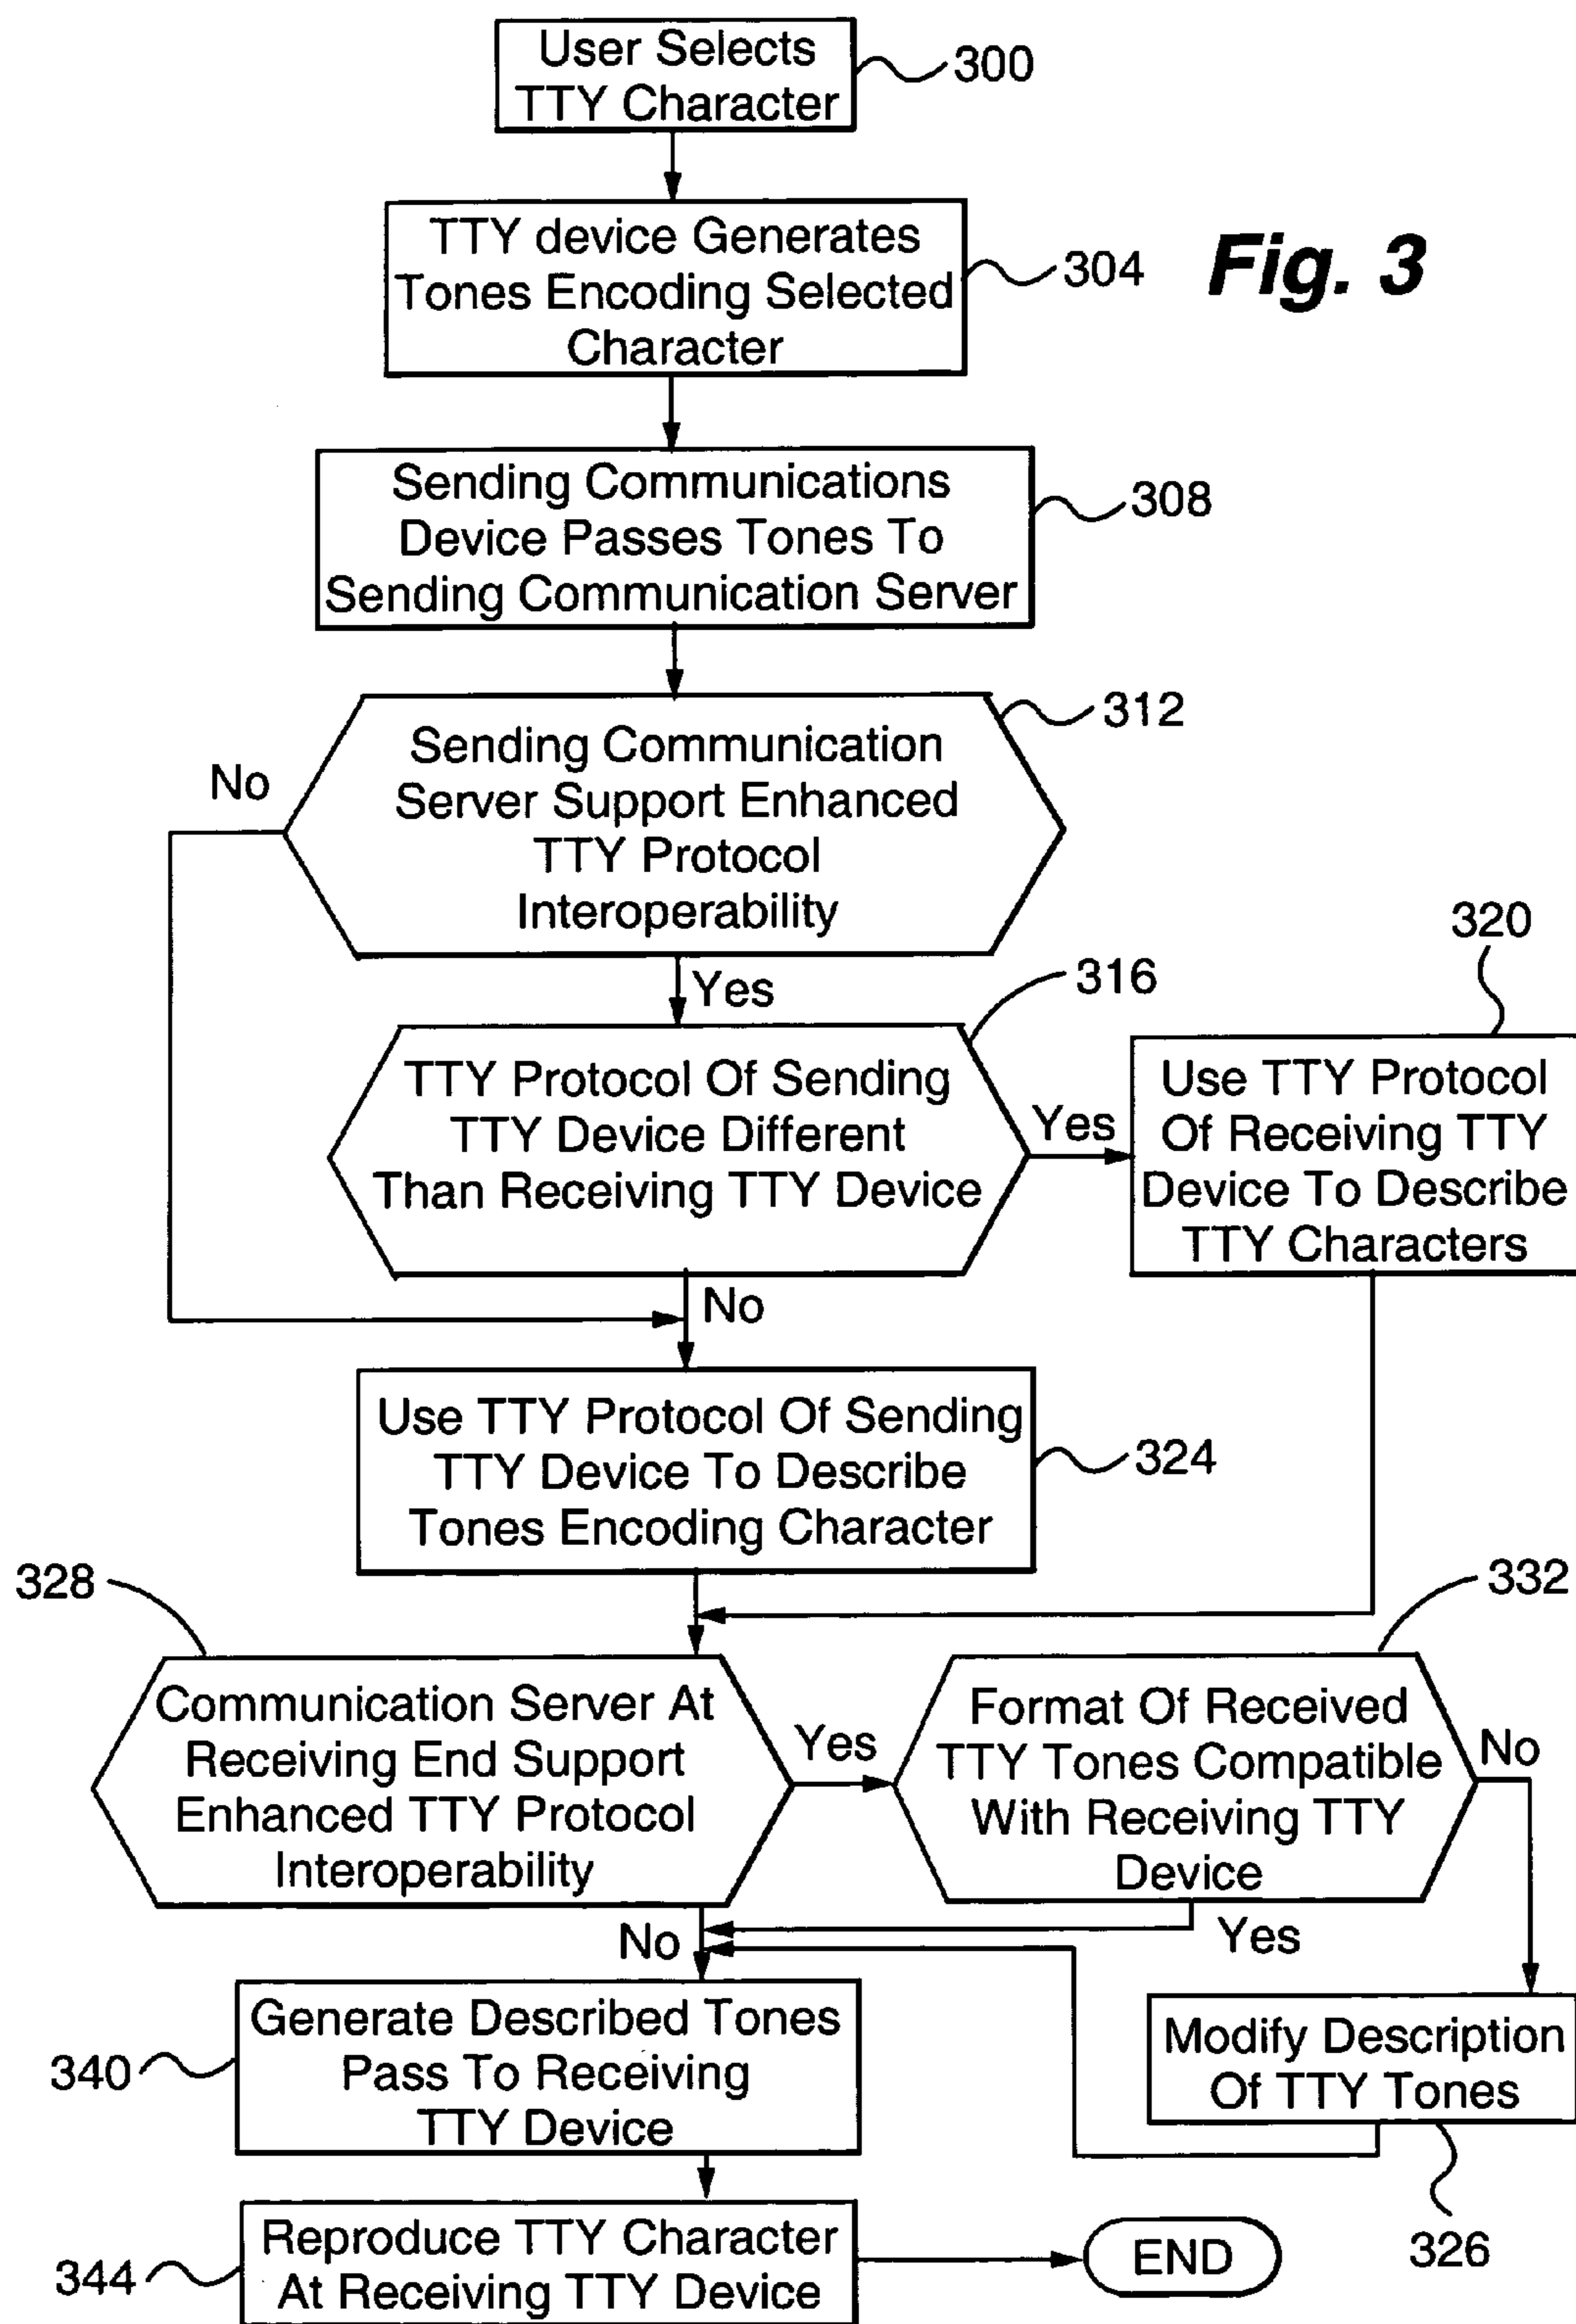 User Selects
TTY Character
300
TTY device Generates
Tones Encoding Selected
Character
304
Fig. 3
Sending Communications
Device Passes Tones To
Sending Communication Server
308
Sending Communication
Server Support Enhanced
TTY Protocol
Interoperability
312
No
Yes
TTY Protocol Of Sending
TTY Device Different
Than Receiving TTY Device
316
Yes
Use TTY Protocol
Of Receiving TTY
Device To Describe
TTY Characters
320
No
Use TTY Protocol Of Sending
TTY Device To Describe
Tones Encoding Character
324
328
Communication Server At
Receiving End Support
Enhanced TTY Protocol
Interoperability
Yes
Format Of Received
TTY Tones Compatible
With Receiving TTY
Device
332
No
No
Yes
Generate Described Tones
Pass To Receiving
TTY Device
340
Modify Description
Of TTY Tones
326
Reproduce TTY Character
At Receiving TTY Device
344
END